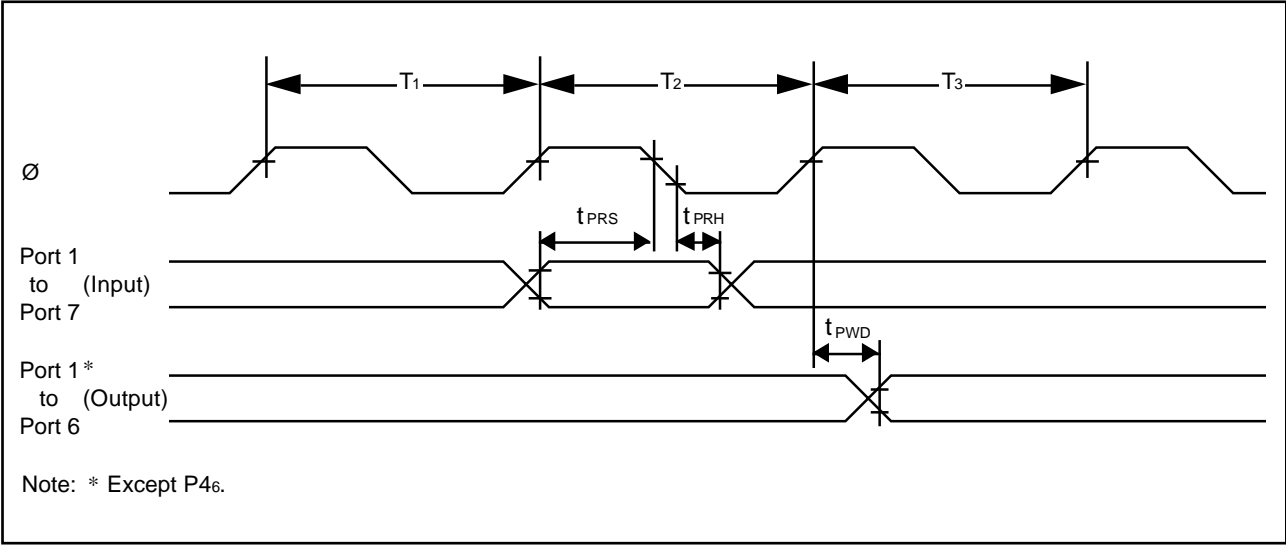 T1 T2 T3
Ø
tPRS tPRH
Port 1
to (Input)
Port 7
tPWD
Port 1*
to (Output)
Port 6
Note: * Except P46.